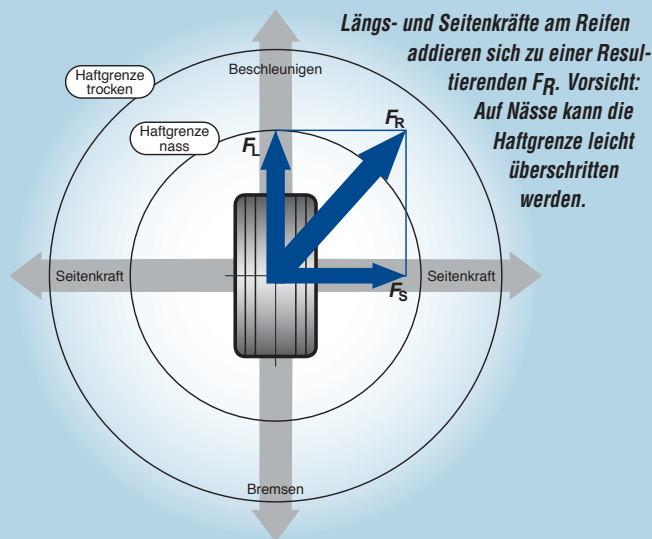 Längs- und Seitenkräfte am Reifen
addieren sich zu einer Resul-
tierenden FR. Vorsicht:
Auf Nässe kann die
Haftgrenze leicht
überschritten
werden.
Beschleunigen
Haftgrenze
trocken
Haftgrenze
nass
FL
FR
Seitenkraft
Seitenkraft
FS
Bremsen